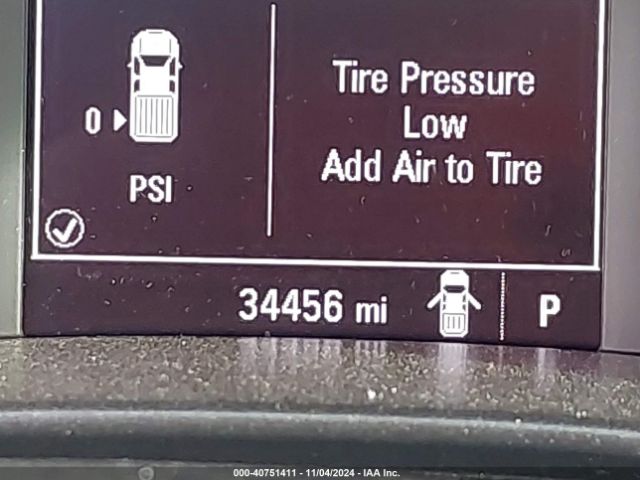 Tire Pressure
Low
Add Air to Tire
0
PSI
34456 mi
P
000-40751411 - 11/04/2024 - IAA Inc.